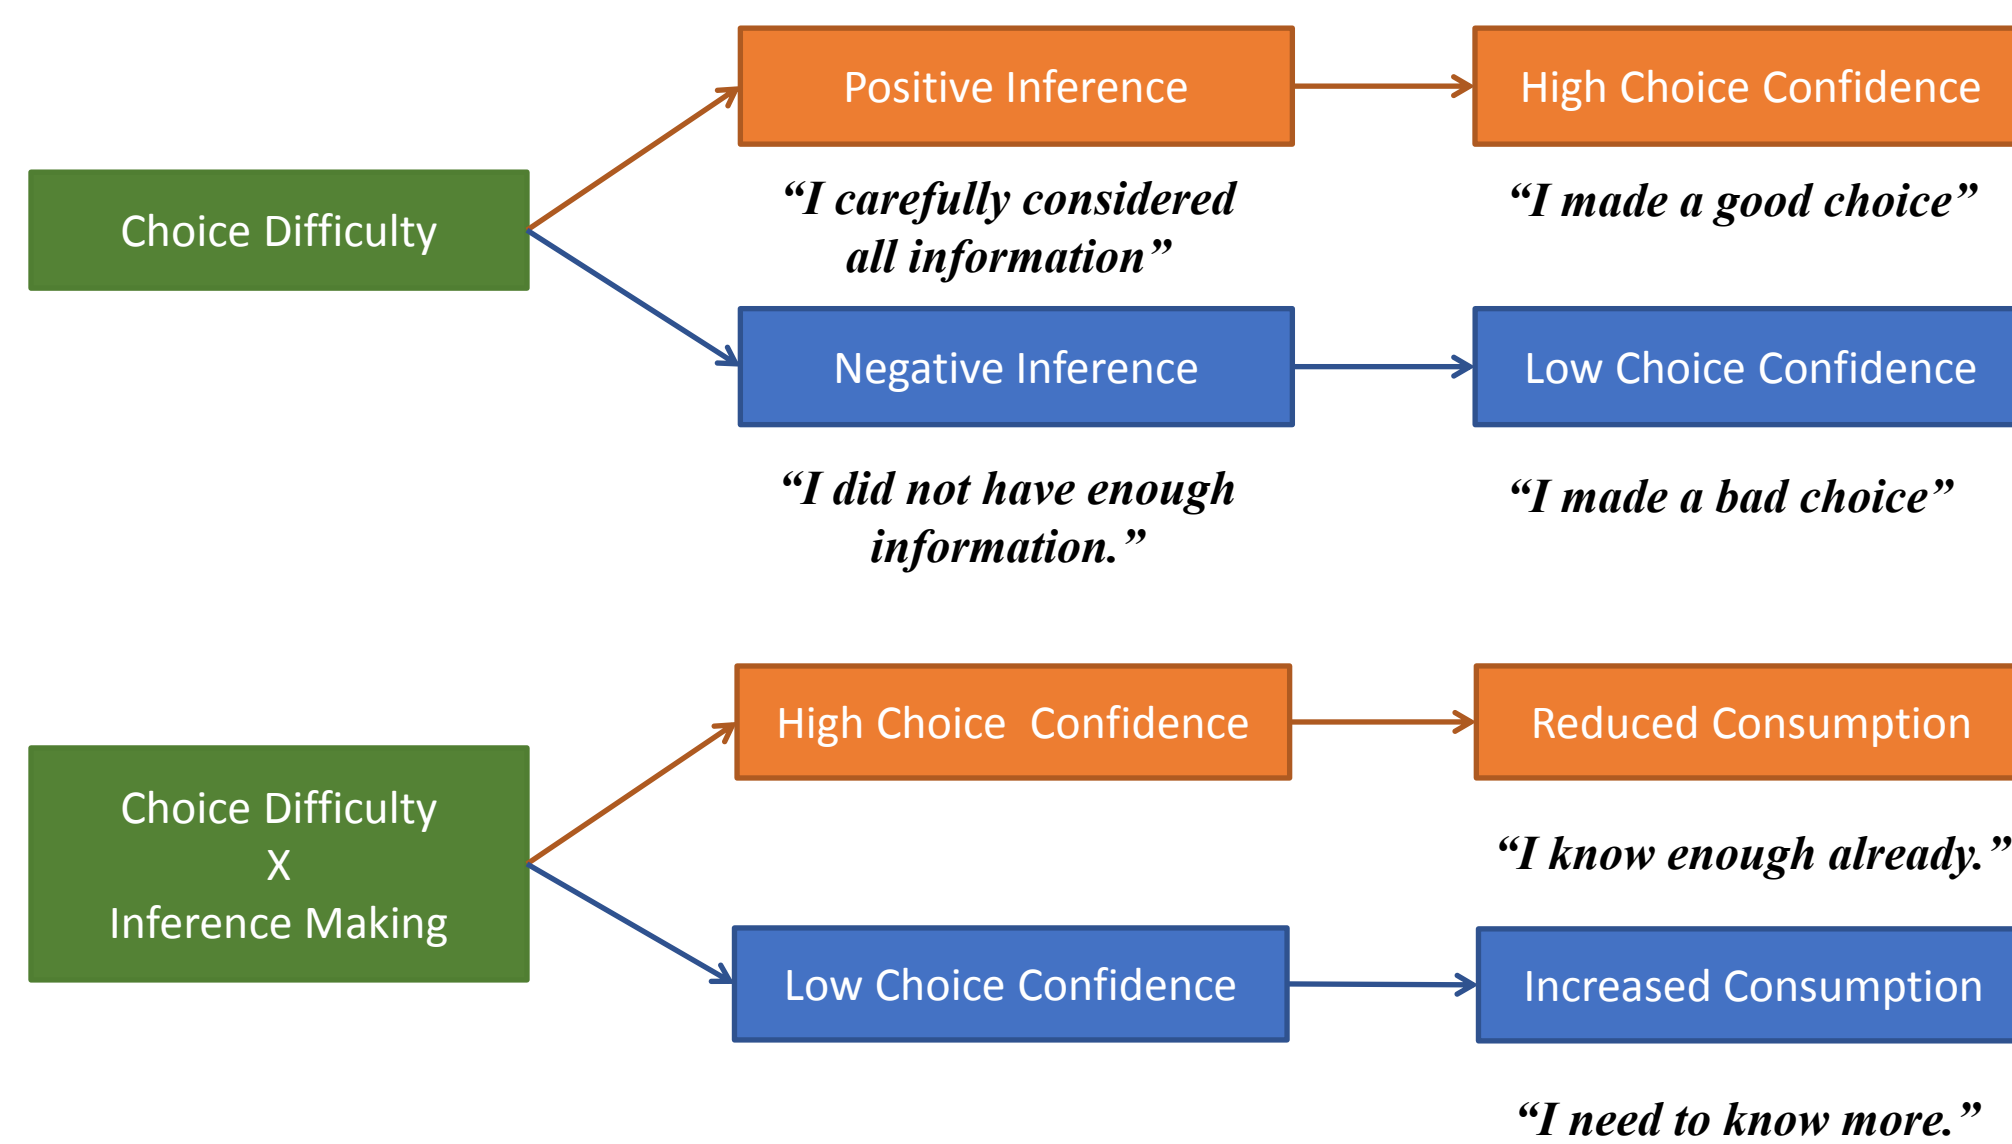 Positive Inference
High Choice Confidence
Choice Difficulty
“I carefully considered
all information”
“I made a good choice”
Negative Inference
Low Choice Confidence
“I did not have enough
information.”
“I made a bad choice”
High Choice  Confidence
Reduced Consumption
Choice Difficulty
X
Inference Making
“I know enough already.”
Low Choice Confidence
Increased Consumption
“I need to know more.”